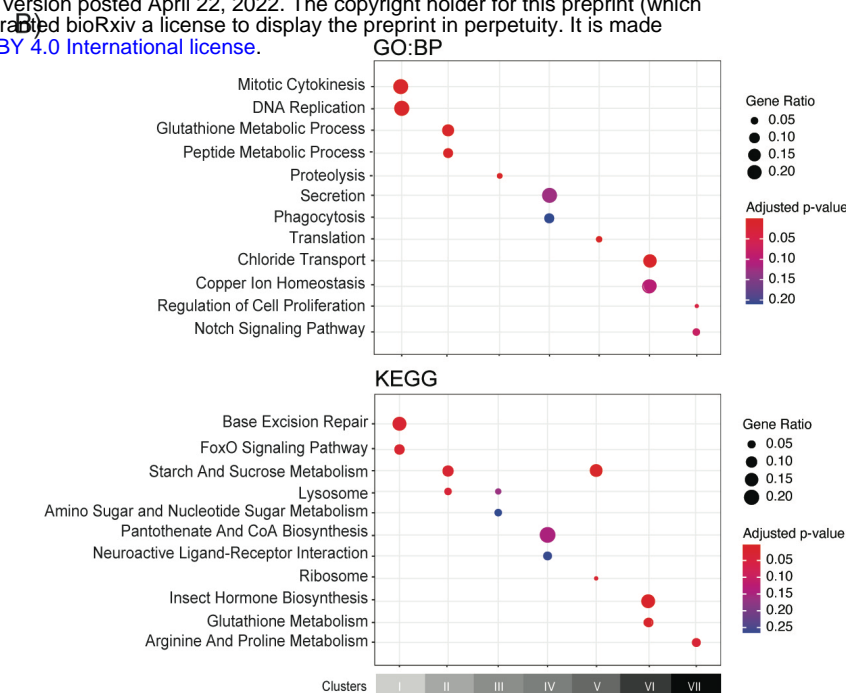 version posted April 22, 2022. The copyright holder for this preprint (which
B)
ranted bioRxiv a license to display the preprint in perpetuity. It is made
BY 4.0 International license.
GO:BP
Mitotic Cytokinesis
DNA Replication
Glutathione Metabolic Process
Peptide Metabolic Process
Proteolysis
Secretion
Phagocytosis
Translation
Chloride Transport
Copper Ion Homeostasis
Regulation of Cell Proliferation
Notch Signaling Pathway
Gene Ratio
0.05
0.10
0.15
0.20
Adjusted p-value
0.05
0.10
0.15
0.20
KEGG
Base Excision Repair
FoxO Signaling Pathway
Starch And Sucrose Metabolism
Lysosome
Amino Sugar and Nucleotide Sugar Metabolism
Pantothenate And CoA Biosynthesis
Neuroactive Ligand-Receptor Interaction
Ribosome
Insect Hormone Biosynthesis
Glutathione Metabolism
Arginine And Proline Metabolism
Gene Ratio
0.05
0.10
0.15
0.20
Adjusted p-value
0.05
0.10
0.15
0.20
0.25
Clusters I II III IV V VI VII